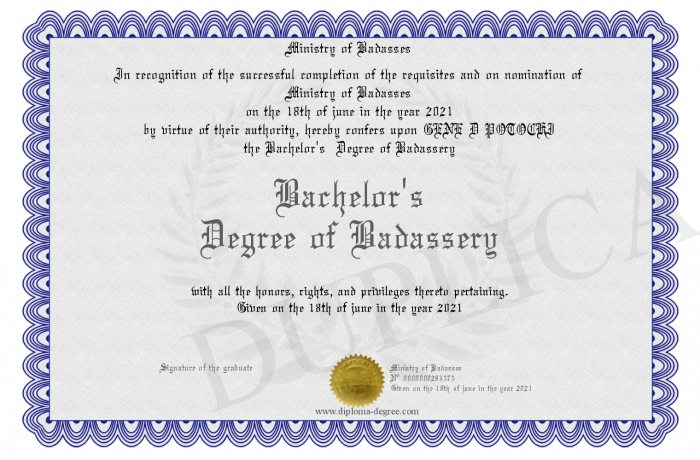 Ministry of Badasses
In recognition of the successful completion of the requisites and on nomination of
Ministry of Badasses
on the 18th of june in the year 2021
by virtue of their authority, hereby confers upon GENE D POTOCKI
the Bachelor's Degree of Badassery
Bachelor's
Degree of Badassery
with all the honors, rights, and privileges thereto pertaining.
Given on the 18th of june in the year 2021
Signature of the graduate
Ministry of Badasses
Given on the 18th of june in the year 2021
www.diploma-degree.com
DUPLICA